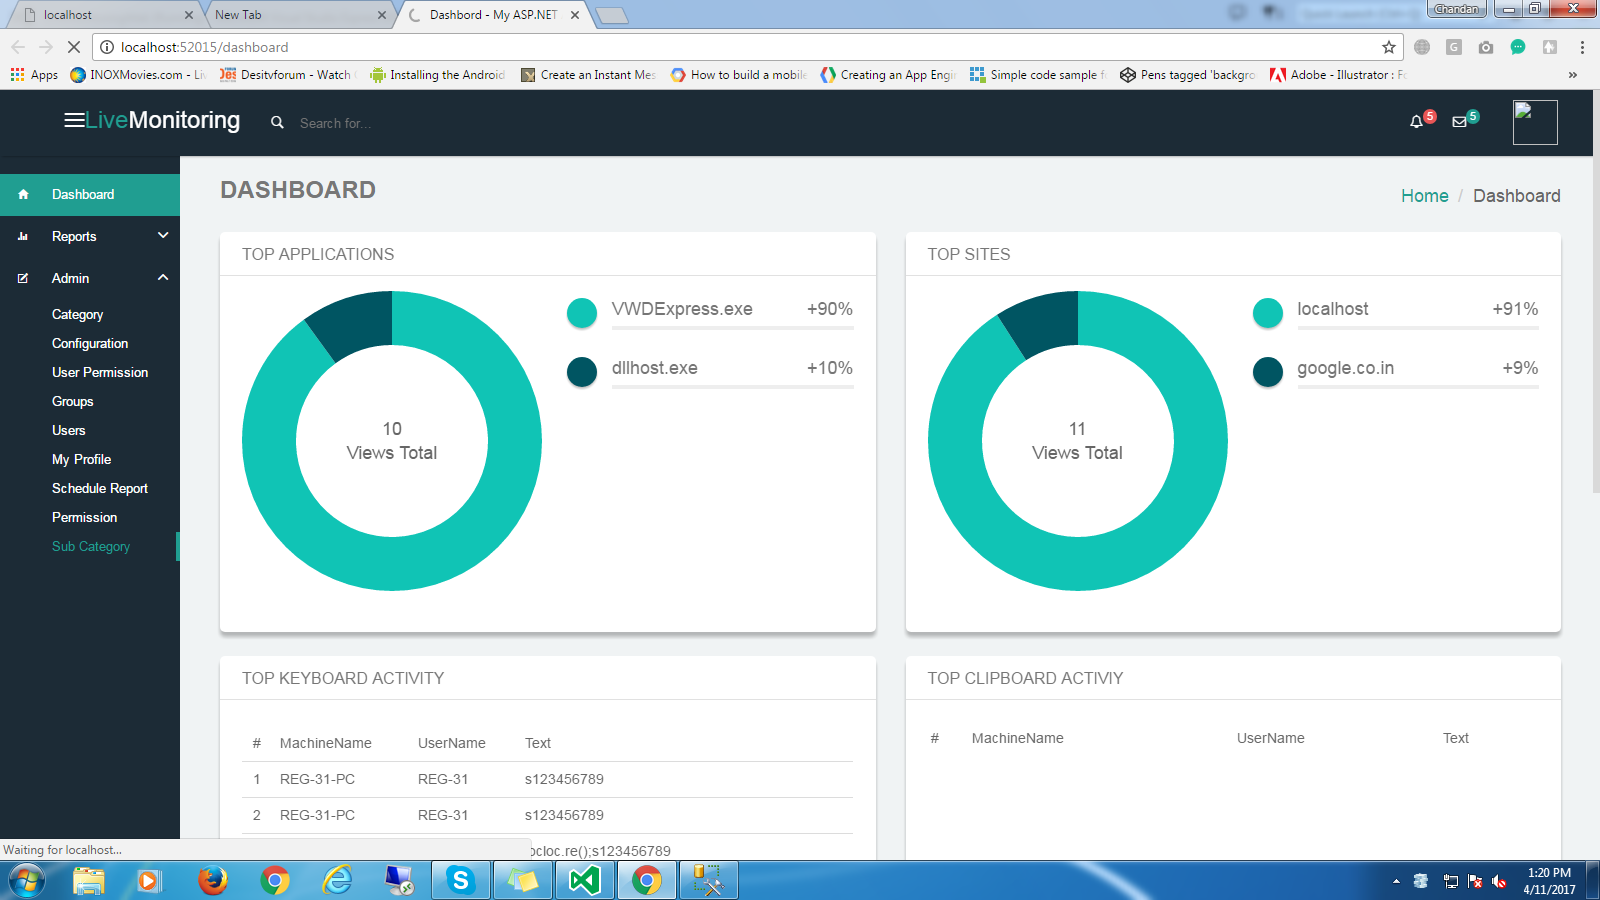 localhost
New Tab
Dashbord - My ASP.NET
Chandan
localhost:52015/dashboard
Apps
INOXMovies.com - Liv
Desitvforum - Watch
Installing the Android
Create an Instant Mes
How to build a mobile
Creating an App Engi
Simple code sample f
Pens tagged 'backgro
Adobe - Illustrator : Fo
»
LiveMonitoring
Search for...
5
5
Dashboard
Reports
Admin
Category
Configuration
User Permission
Groups
Users
My Profile
Schedule Report
Permission
Sub Category
DASHBOARD
Home / Dashboard
TOP APPLICATIONS
10
Views Total
VWDExpress.exe +90%
dllhost.exe +10%
TOP SITES
11
Views Total
localhost +91%
google.co.in +9%
TOP KEYBOARD ACTIVITY
# MachineName UserName Text
1 REG-31-PC REG-31 s123456789
2 REG-31-PC REG-31 s123456789
ocloc.re();s123456789
TOP CLIPBOARD ACTIVIY
# MachineName UserName Text
Waiting for localhost...
1:20 PM
4/11/2017